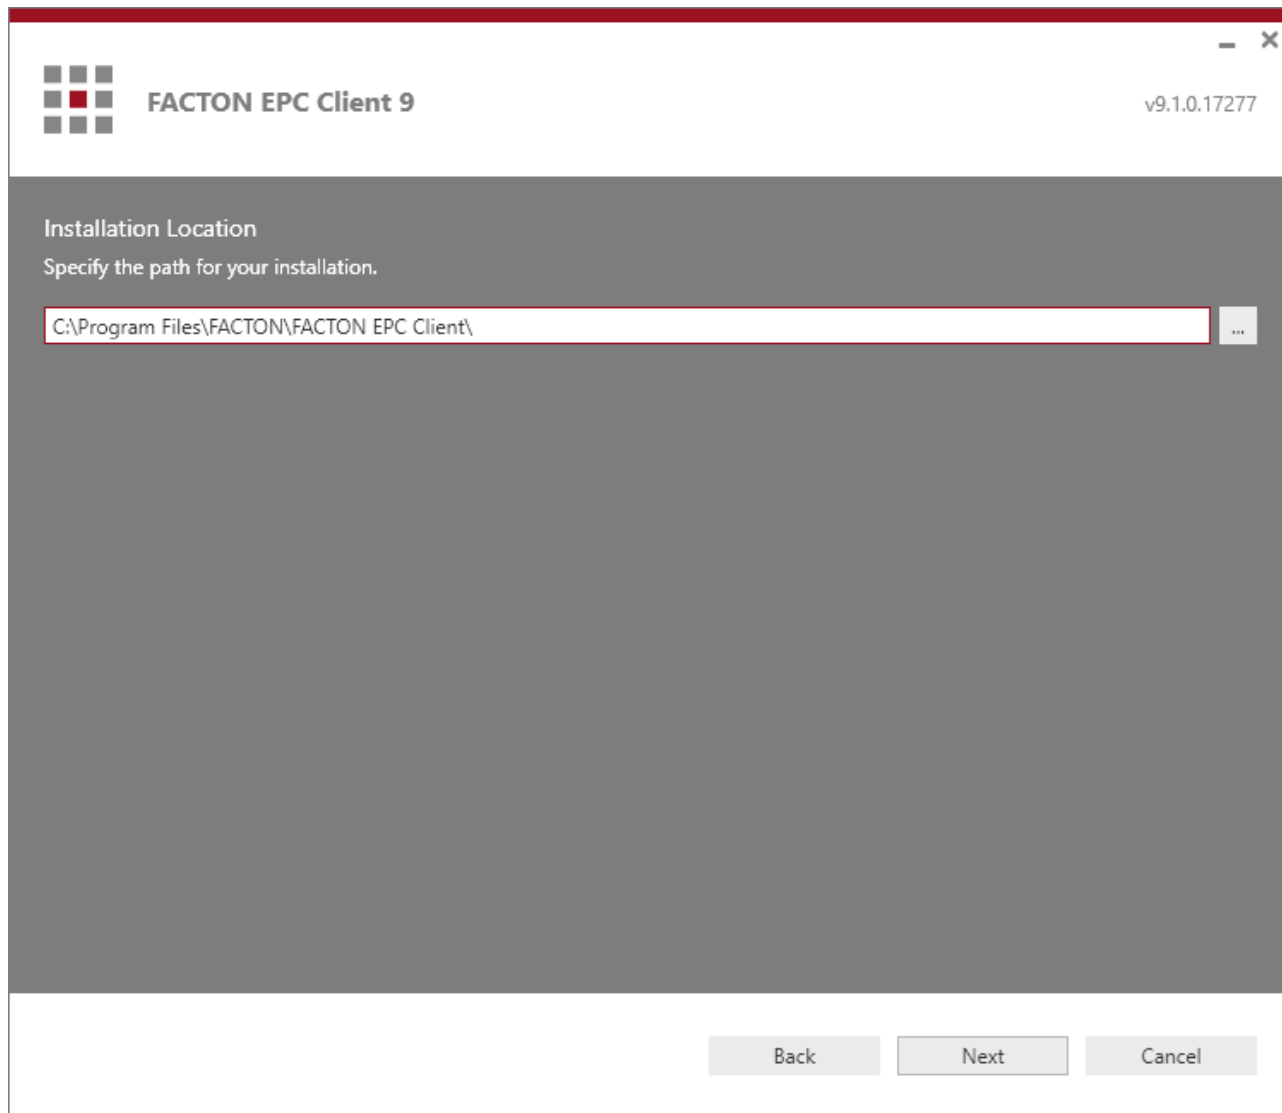 FACTON EPC Client 9
v9.1.0.17277
Installation Location
Specify the path for your installation.
C:\Program Files\FACTON\FACTON EPC Client\
...
Back
Next
Cancel